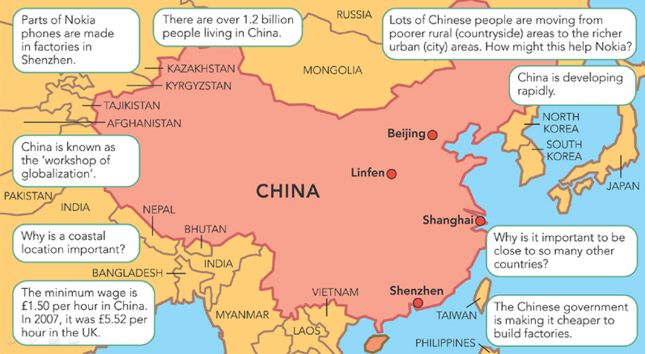 Parts of Nokia
phones are made
in factories in
Shenzhen.
There are over 1.2 billion
people living in China.
RUSSIA
Lots of Chinese people are moving from
poorer rural (countryside) areas to the richer
urban (city) areas. How might this help Nokia?
KAZAKHSTAN
KYRGYZSTAN
MONGOLIA
China is developing
rapidly.
TAJIKISTAN
AFGHANISTAN
NORTH
KOREA
SOUTH
KOREA
JAPAN
Beijing
Linfen
China is known as
the ‘workshop of
globalization’.
CHINA
PAKISTAN
INDIA
NEPAL
BHUTAN
Shanghai
Why is a coastal
location important?
INDIA
BANGLADESH
Why is it important to be
close to so many other
countries?
The minimum wage is
£1.50 per hour in China.
In 2007, it was £5.52 per
hour in the UK.
VIETNAM
Shenzhen
MYANMAR
LAOS
TAIWAN
The Chinese government
is making it cheaper to
build factories.
PHILIPPINES